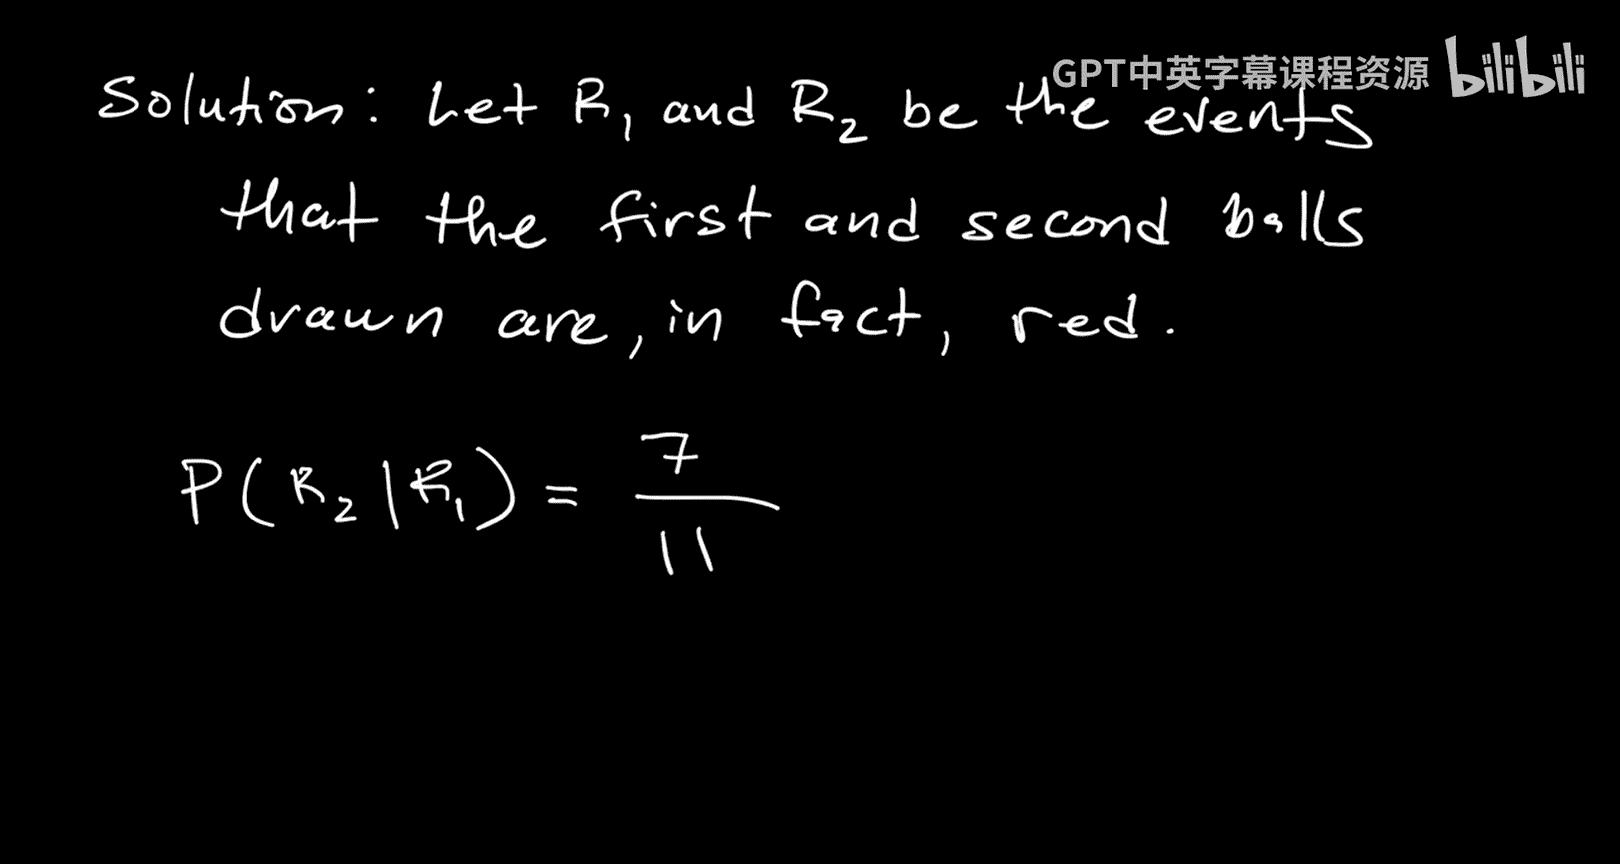 GPT中英字幕课程资源 bilibili
Solution: Let R₁ and R₂ be the events
that the first and second balls
drawn are, in fact, red.
P(R₂|R₁) = 7/11